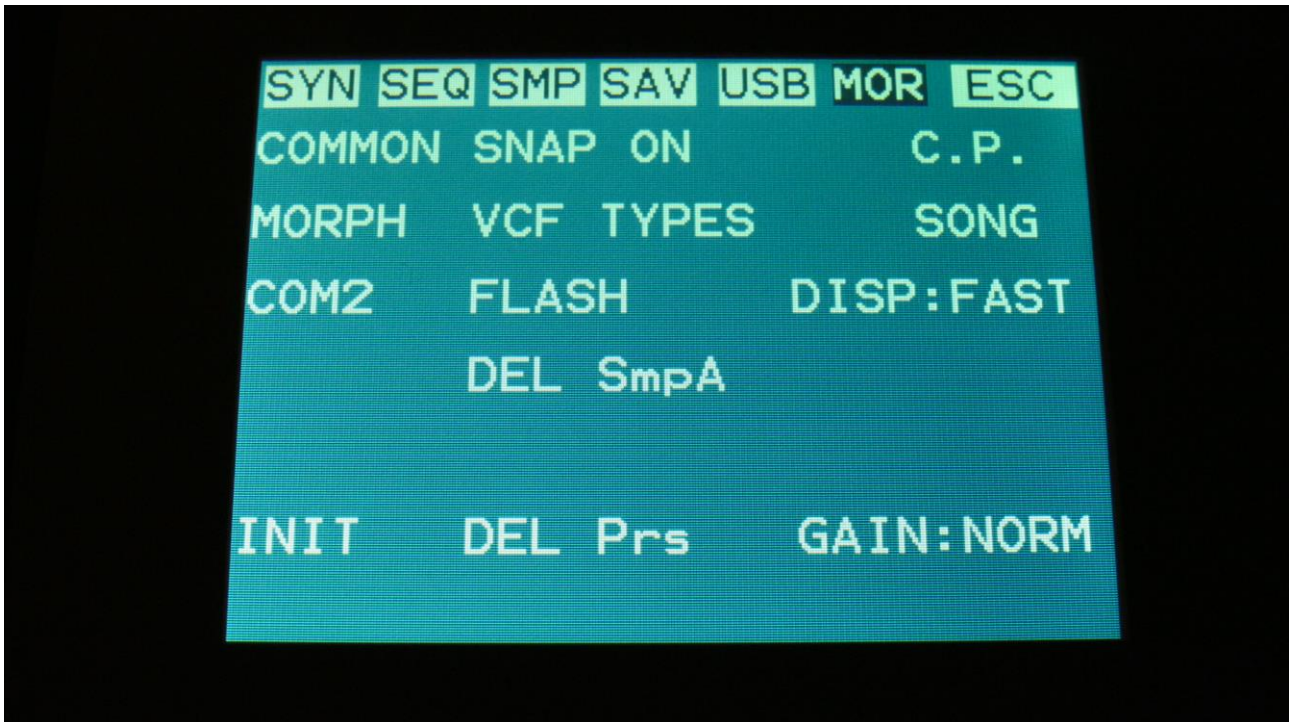 SYN SEQ SMP SAV USB MOR ESC
COMMON SNAP ON C.P.
MORPH VCF TYPES SONG
COM2 FLASH DISP:FAST
DEL SmpA
INIT DEL Prs GAIN:NORM